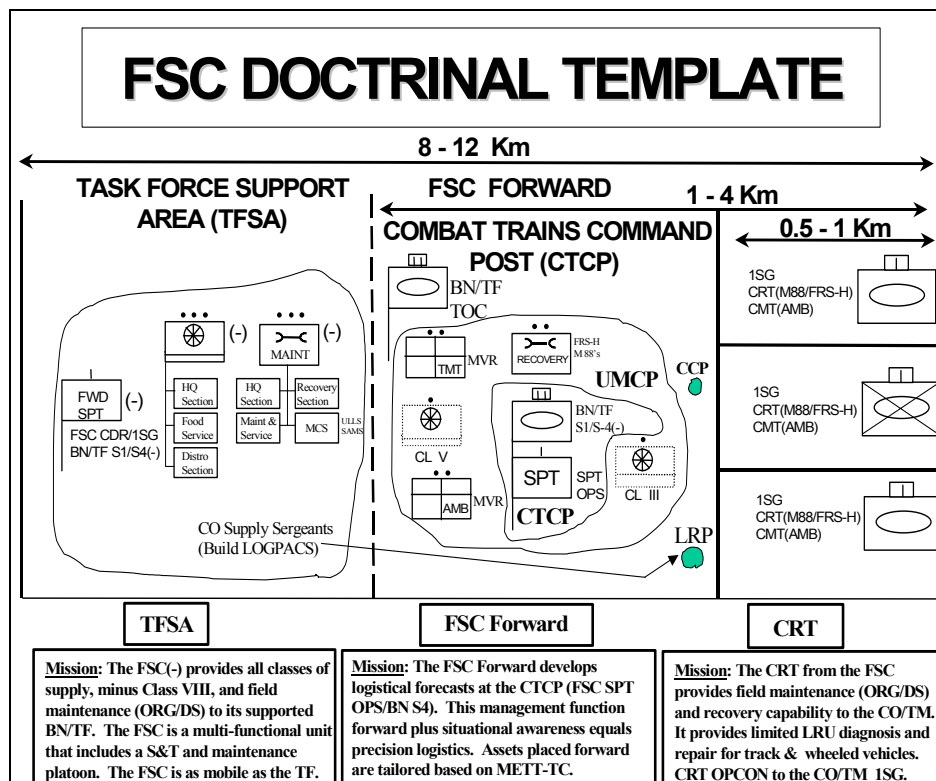 FSC DOCTRINAL TEMPLATE
8 - 12 Km
TASK FORCE SUPPORT
AREA (TFSA)
FSC FORWARD
1 - 4 Km
COMBAT TRAINS COMMAND
POST (CTCP)
0.5 - 1 Km
BN/TF
TOC
1SG
CRT(M88/FRS-H)
CMT(AMB)
(-)
(-)
MAINT
FWD
SPT
(-)
FSC CDR/1SG
BN/TF S1/S4(-)
HQ
Section
Food
Service
Distro
Section
HQ
Section
Recovery
Section
Maint &
Service
MCS
ULLS
SAMS
TMT
MVR
RECOVERY
FRS-H
M 88's
UMCP
CCP
CL V
BN/TF
S1/S-4(-)
SPT
SPT
OPS
CTCP
CL III
AMB
MVR
1SG
CRT(M88/FRS-H)
CMT(AMB)
CO Supply Sergeants
(Build LOGPACS)
LRP
1SG
CRT(M88/FRS-H)
CMT(AMB)
TFSA
Mission: The FSC(-) provides all classes of
supply, minus Class VIII, and field
maintenance (ORG/DS) to its supported
BN/TF. The FSC is a multi-functional unit
that includes a S&T and maintenance
platoon. The FSC is as mobile as the TF.
FSC Forward
Mission: The FSC Forward develops
logistical forecasts at the CTCP (FSC SPT
OPS/BN S4). This management function
forward plus situational awareness equals
precision logistics. Assets placed forward
are tailored based on METT-TC.
CRT
Mission: The CRT from the FSC
provides field maintenance (ORG/DS)
and recovery capability to the CO/TM.
It provides limited LRU diagnosis and
repair for track & wheeled vehicles.
CRT OPCON to the CO/TM 1SG.